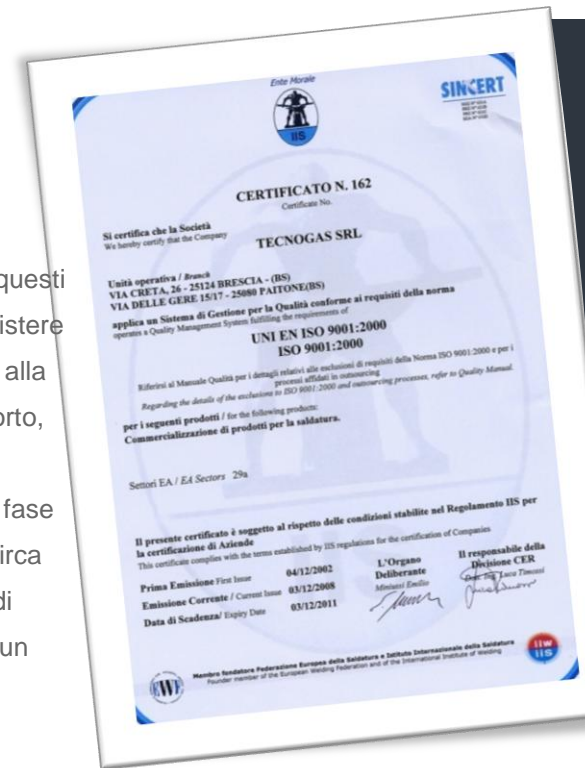 questi
istere
alla
orto,
fase
irca
di
un
Ente Morale
IIS
SINCERT
CERTIFICATO N. 162
Certificate No.
Si certifica che la Società
We hereby certify that the Company
TECNOGAS SRL
Unità operativa / Branch
VIA CRETA, 26 - 25124 BRESCIA - (BS)
VIA DELLE GERE 15/17 - 25080 PAITONE(BS)
applica un Sistema di Gestione per la Qualità conforme ai requisiti della norma
operates a Quality Management System fulfilling the requirements of
UNI EN ISO 9001:2000
ISO 9001:2000
Riferirsi al Manuale Qualità per i dettagli relativi alle esclusioni di requisiti della Norma ISO 9001:2000 e per i
processi affidati in outsourcing
Regarding the details of the exclusions to ISO 9001:2000 and outsourcing processes, refer to Quality Manual.
per i seguenti prodotti / for the following products:
Commercializzazione di prodotti per la saldatura.
Settori EA / EA Sectors 29a
Il presente certificato è soggetto al rispetto delle condizioni stabilite nel Regolamento IIS per
la certificazione di Aziende
This certificate complies with the terms established by IIS regulations for the certification of Companies
Prima Emissione First Issue 04/12/2002
Emissione Corrente / Current Issue 03/12/2008
Data di Scadenza/ Expiry Date 03/12/2011
L'Organo
Deliberante
Miniussi Emilio
Il responsabile della
Divisione CER
Dott. Ing. Luca Timossi
EWF
Membro fondatore Federazione Europea della Saldatura e Istituto Internazionale della Saldatura
Founder member of the European Welding Federation and of the International Institute of Welding
iiw
iis